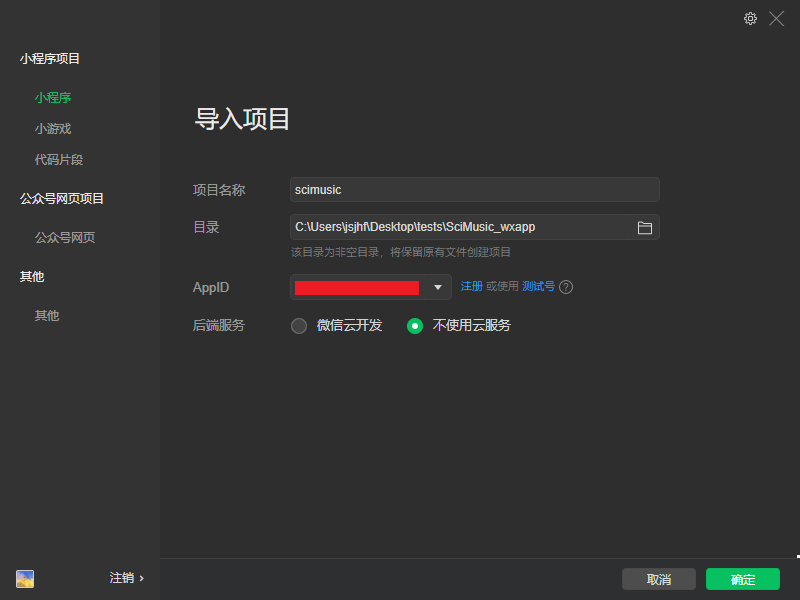 小程序项目
小程序
小游戏
代码片段
公众号网页项目
公众号网页
其他
其他
注销 ›
导入项目
项目名称 scimusic
目录 C:\Users\jsjhf\Desktop\tests\SciMusic_wxapp
该目录为非空目录，将保留原有文件创建项目
AppID 注册 或使用 测试号 ?
后端服务 微信云开发 不使用云服务
取消 确定